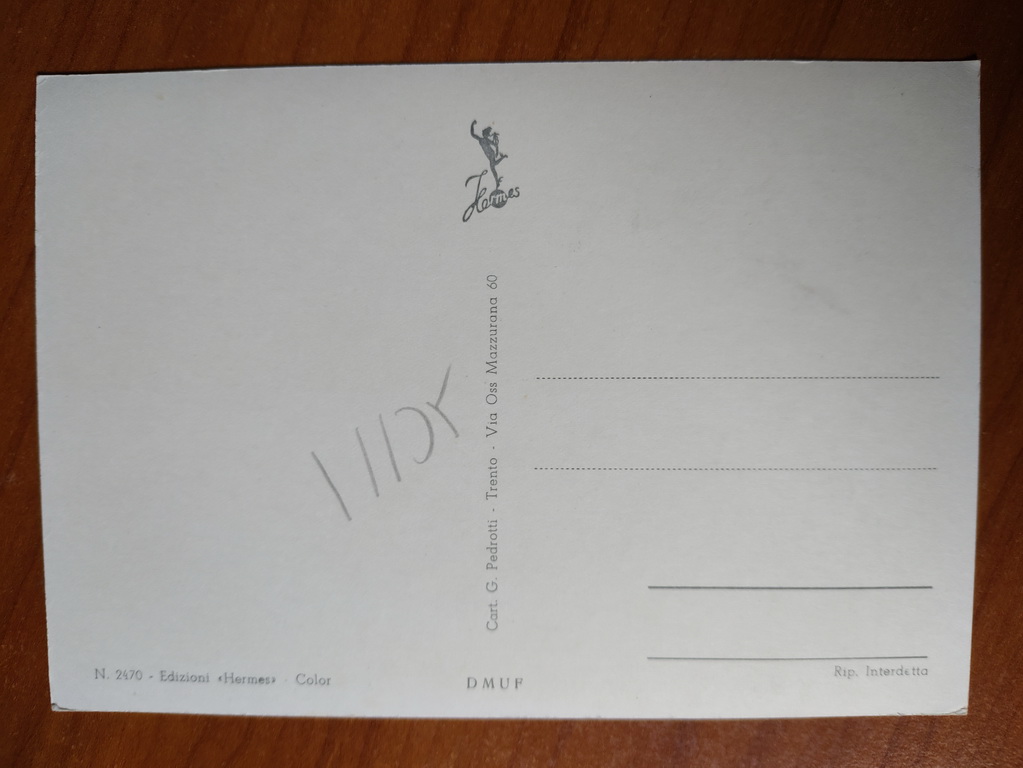 Hermes
Cart. G. Pedrotti - Trento - Via Oss Mazzurana 60
N. 2470 - Edizioni «Hermes» Color
DMUF
Rip. Interdetta